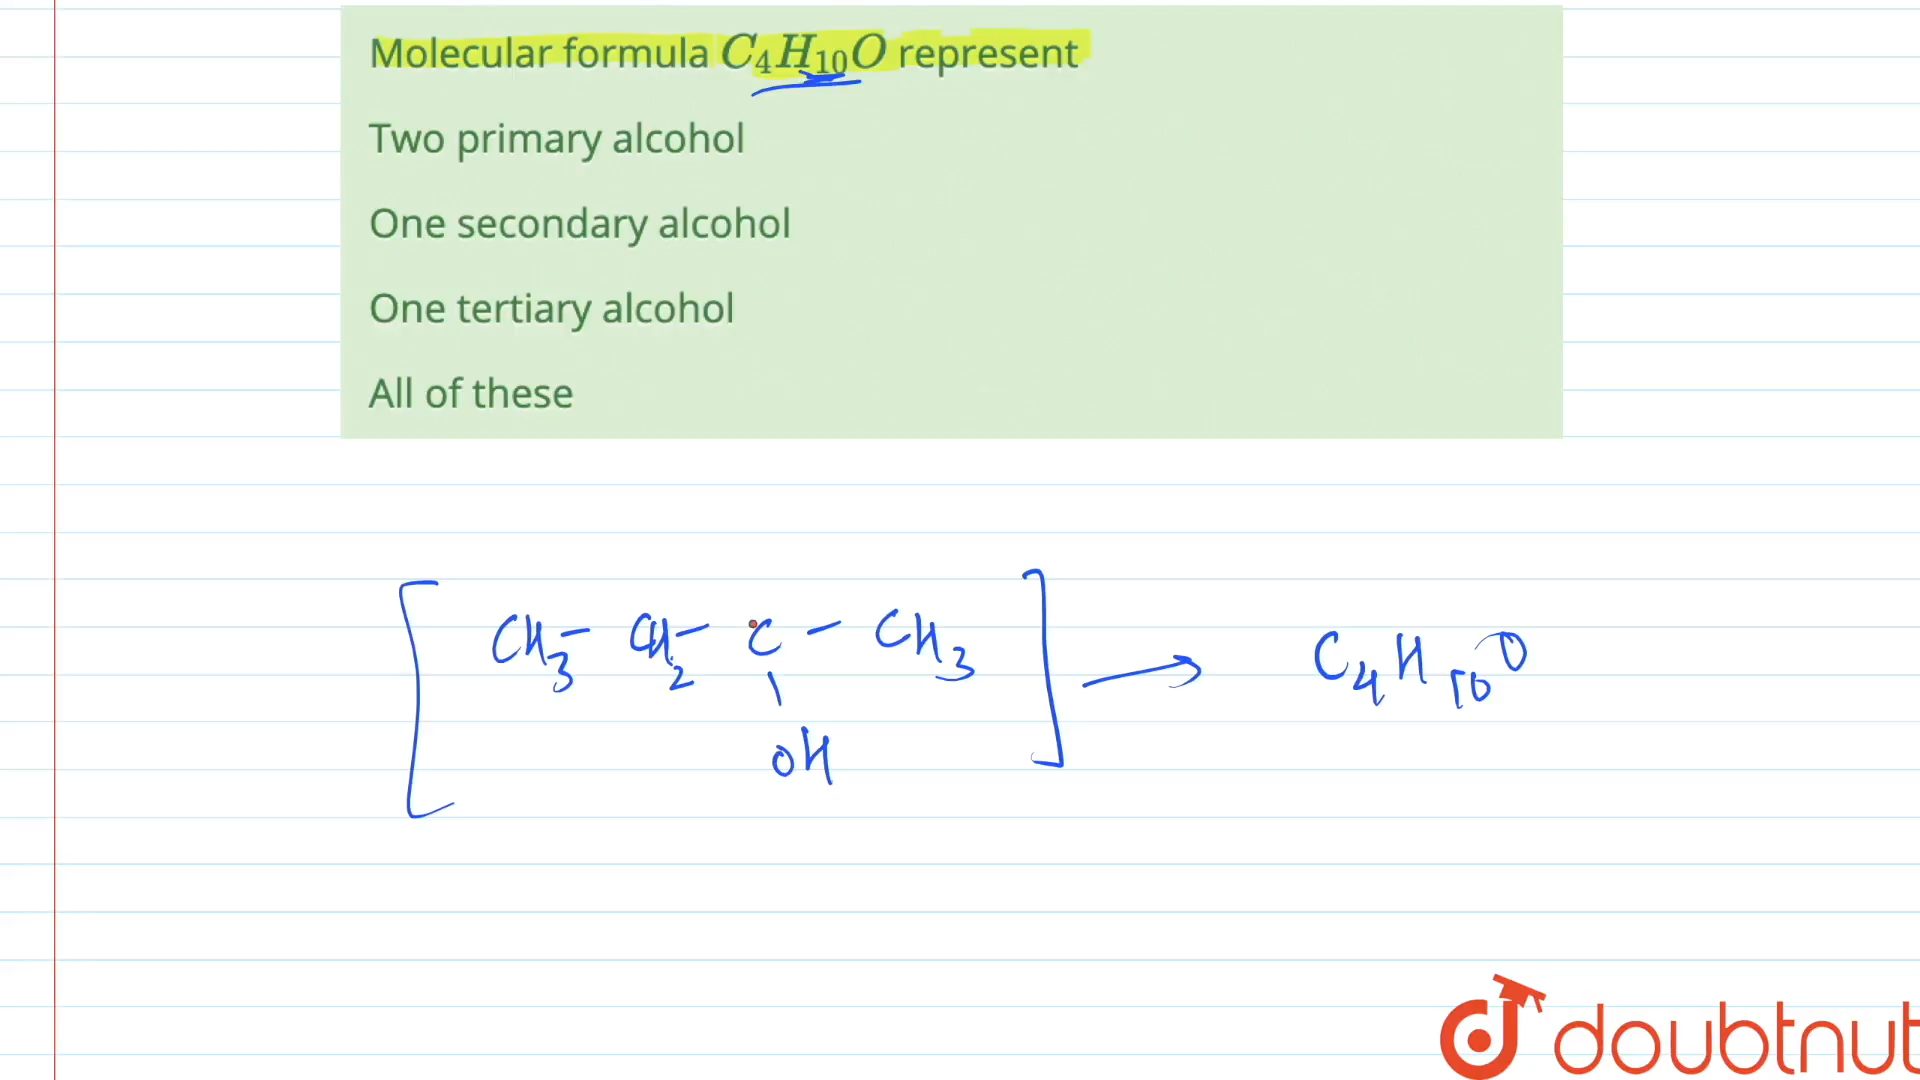 Molecular formula C₄H₁₀O represent
Two primary alcohol
One secondary alcohol
One tertiary alcohol
All of these
[ CH₃ – CH₂ – C – CH₃ ] → C₄H₁₀O
OH
doubtnut